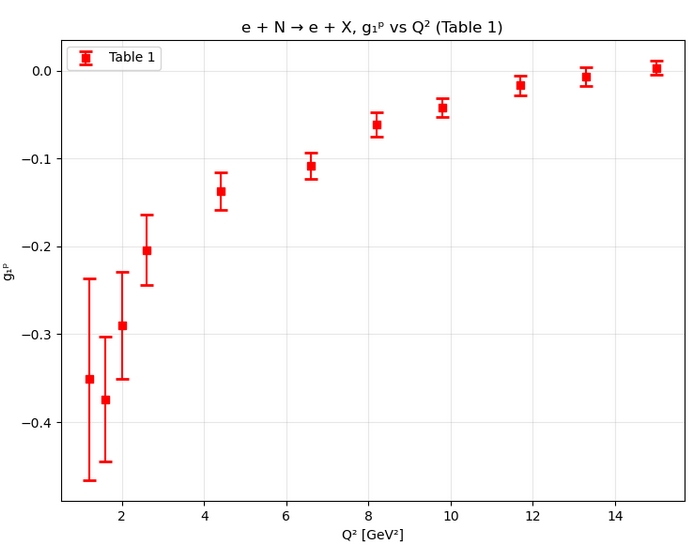 e + N → e + X, g₁ᵖ vs Q² (Table 1)
Table 1
0.0
−0.1
−0.2
−0.3
−0.4
g₁ᵖ
2 4 6 8 10 12 14
Q² [GeV²]